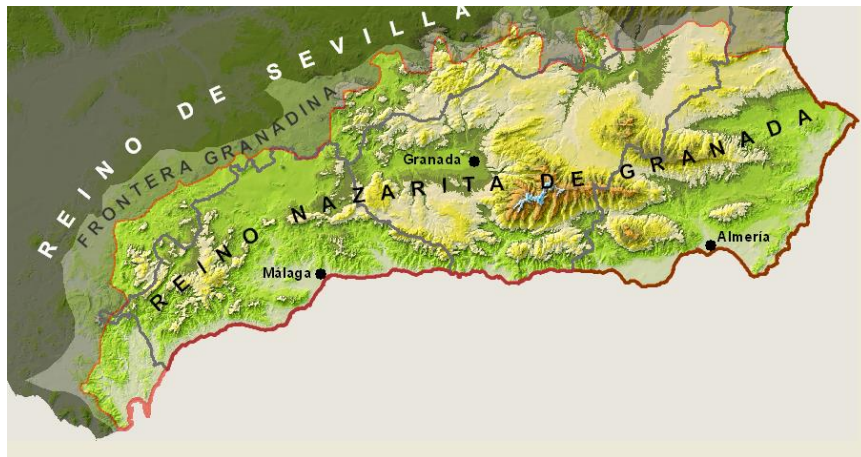 REINO DE SEVILLA
FRONTERA GRANADINA
REINO NAZARITA DE GRANADA
Granada
Almería
Málaga